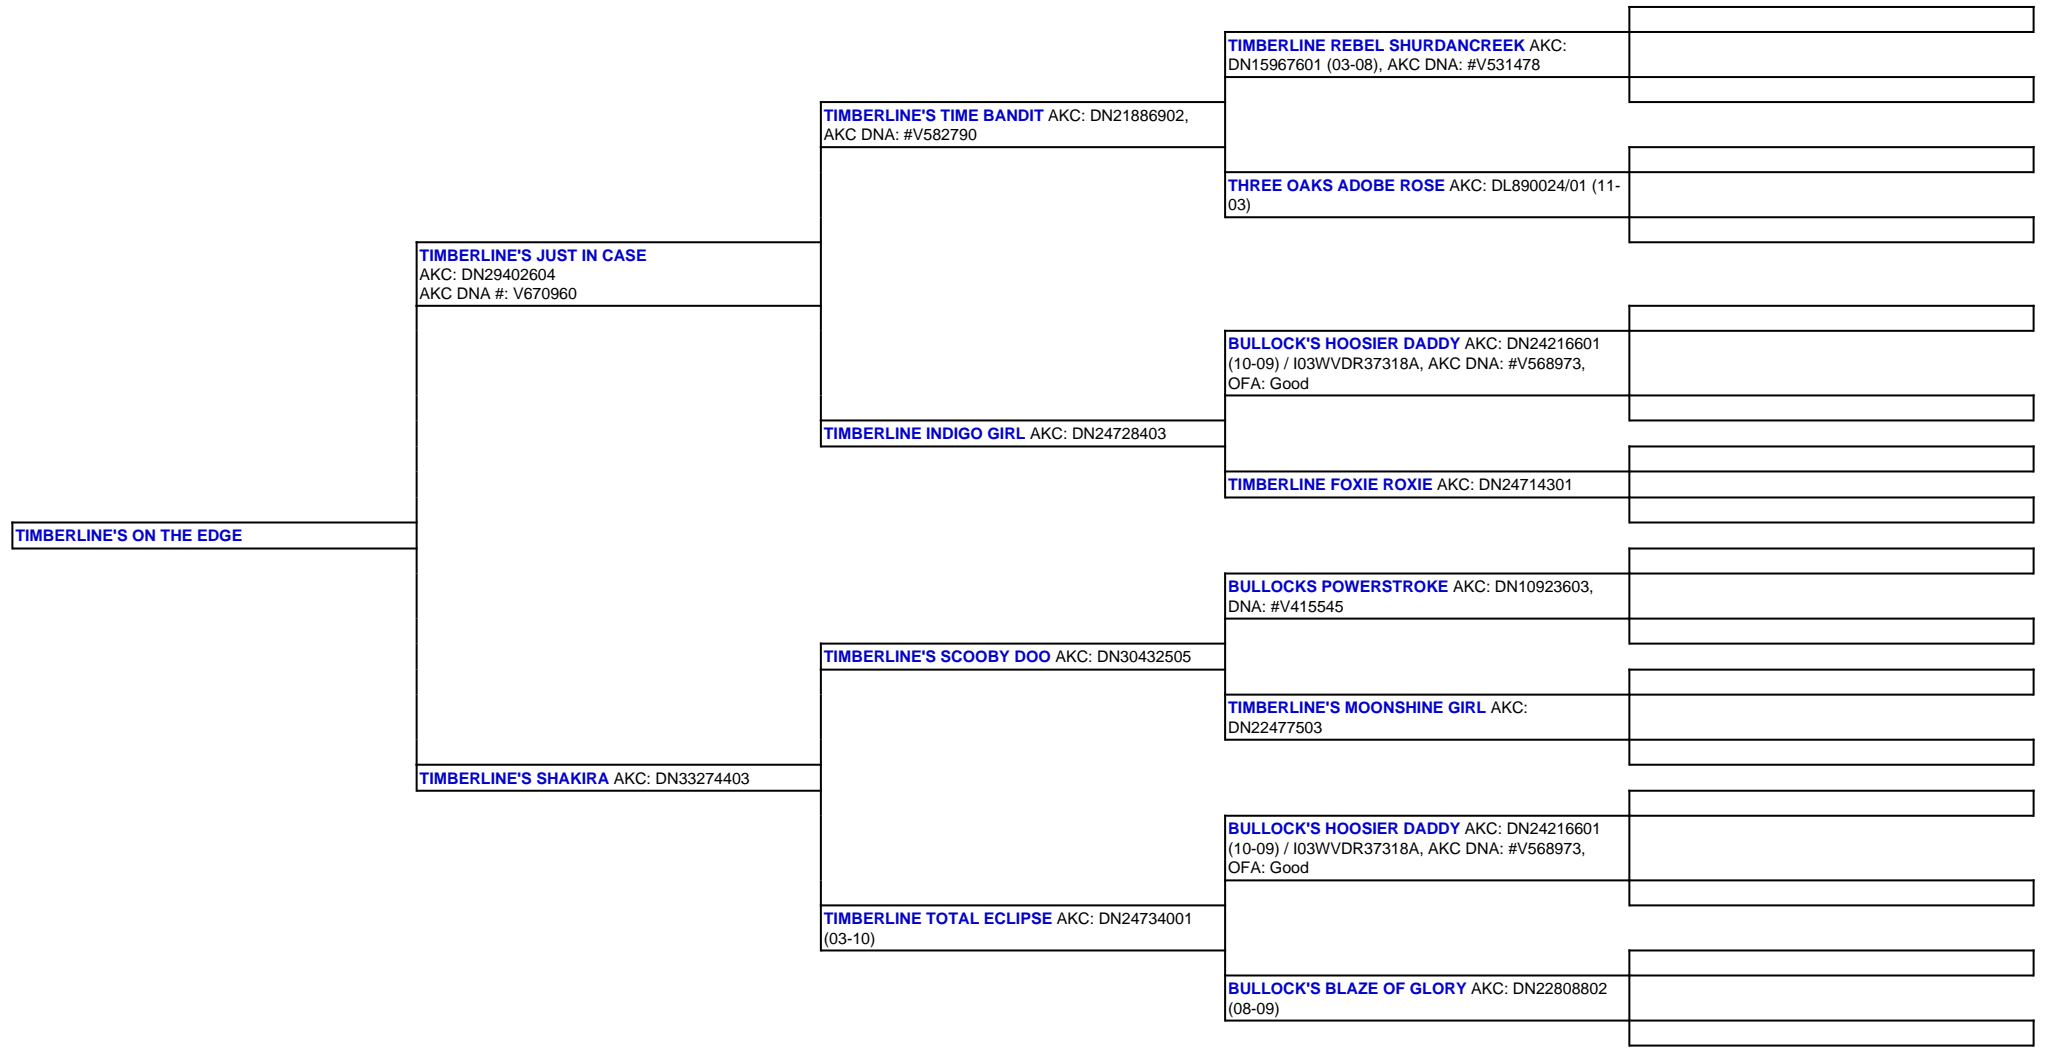 TIMBERLINE REBEL SHURDANCREEK AKC:
DN15967601 (03-08), AKC DNA: #V531478
TIMBERLINE'S TIME BANDIT AKC: DN21886902,
AKC DNA: #V582790
THREE OAKS ADOBE ROSE AKC: DL890024/01 (11-
03)
TIMBERLINE'S JUST IN CASE
AKC: DN29402604
AKC DNA #: V670960
BULLOCK'S HOOSIER DADDY AKC: DN24216601
(10-09) / I03WVDR37318A, AKC DNA: #V568973,
OFA: Good
TIMBERLINE INDIGO GIRL AKC: DN24728403
TIMBERLINE FOXIE ROXIE AKC: DN24714301
TIMBERLINE'S ON THE EDGE
BULLOCKS POWERSTROKE AKC: DN10923603,
DNA: #V415545
TIMBERLINE'S SCOOBY DOO AKC: DN30432505
TIMBERLINE'S MOONSHINE GIRL AKC:
DN22477503
TIMBERLINE'S SHAKIRA AKC: DN33274403
BULLOCK'S HOOSIER DADDY AKC: DN24216601
(10-09) / I03WVDR37318A, AKC DNA: #V568973,
OFA: Good
TIMBERLINE TOTAL ECLIPSE AKC: DN24734001
(03-10)
BULLOCK'S BLAZE OF GLORY AKC: DN22808802
(08-09)